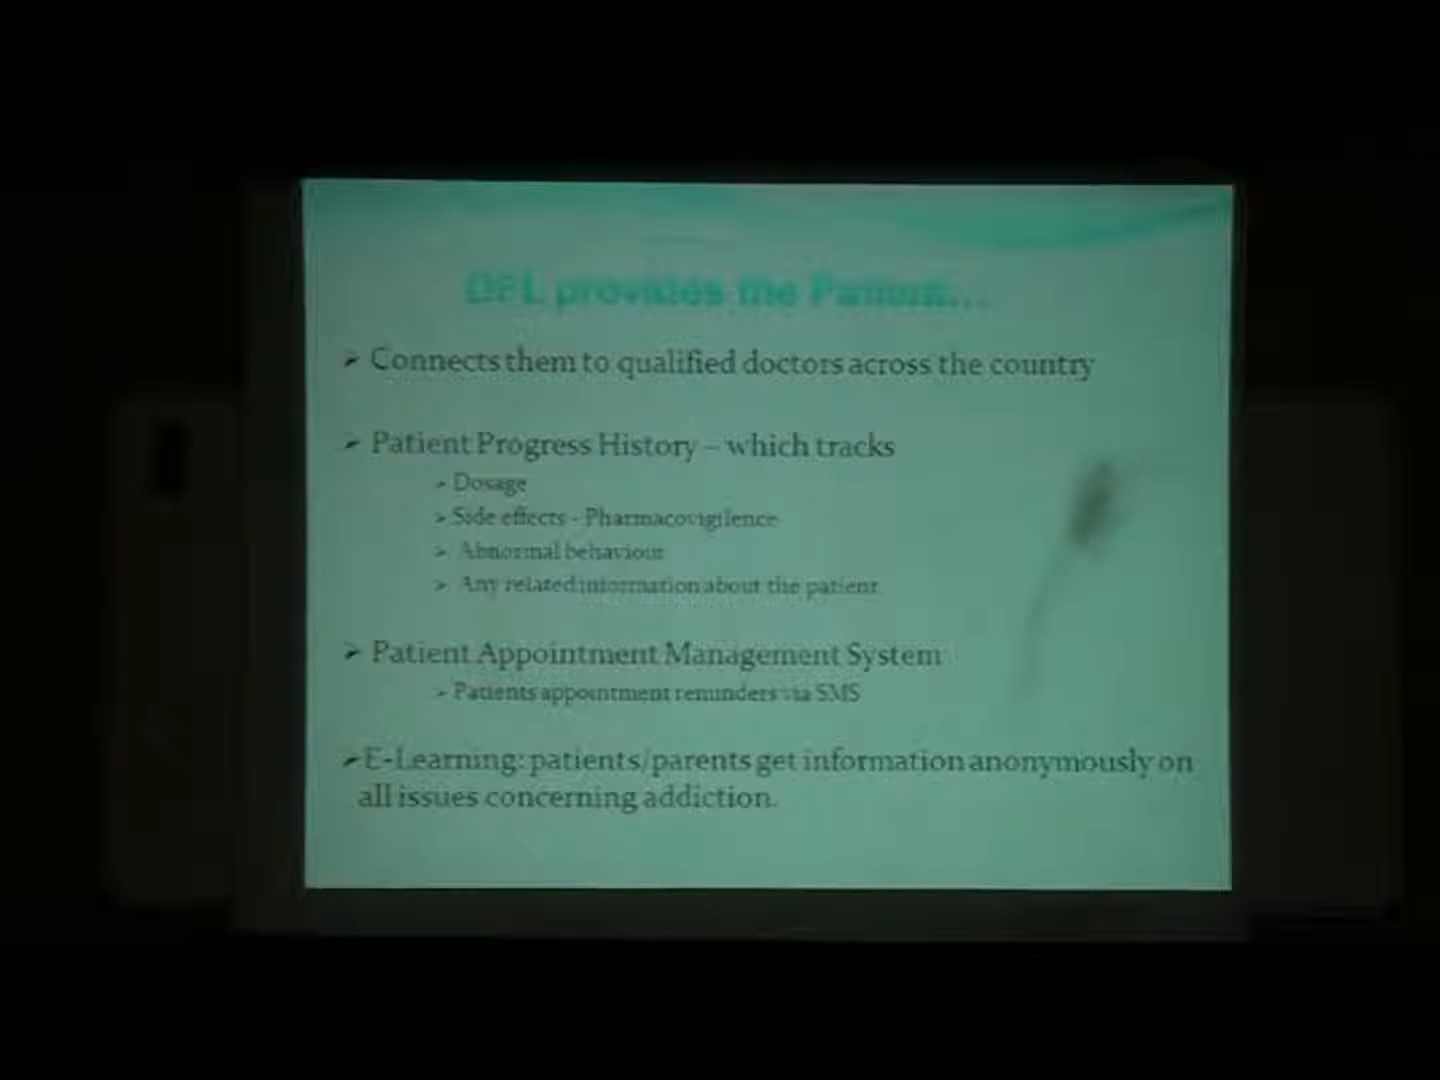 provides the Patient...
➢ Connects them to qualified doctors across the country
➢ Patient Progress History – which tracks
➢ Dosage
➢ Side effects - Pharmacovigilence
➢ Abnormal behaviour
➢ Any related information about the patient
➢ Patient Appointment Management System
➢ Patients appointment reminders via SMS
➢ E-Learning: patients/parents get information anonymously on
all issues concerning addiction.